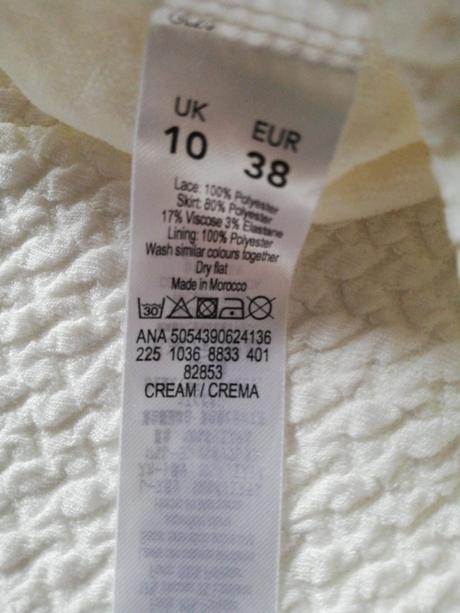 UK EUR
10 38
Lace: 100% Polyester
Skirt: 80% Polyester
17% Viscose 3% Elastane
Lining: 100% Polyester
Wash similar colours together
Dry flat
Made in Morocco
30
ANA 5054390624136
225 1036 8833 401
82853
CREAM / CREMA